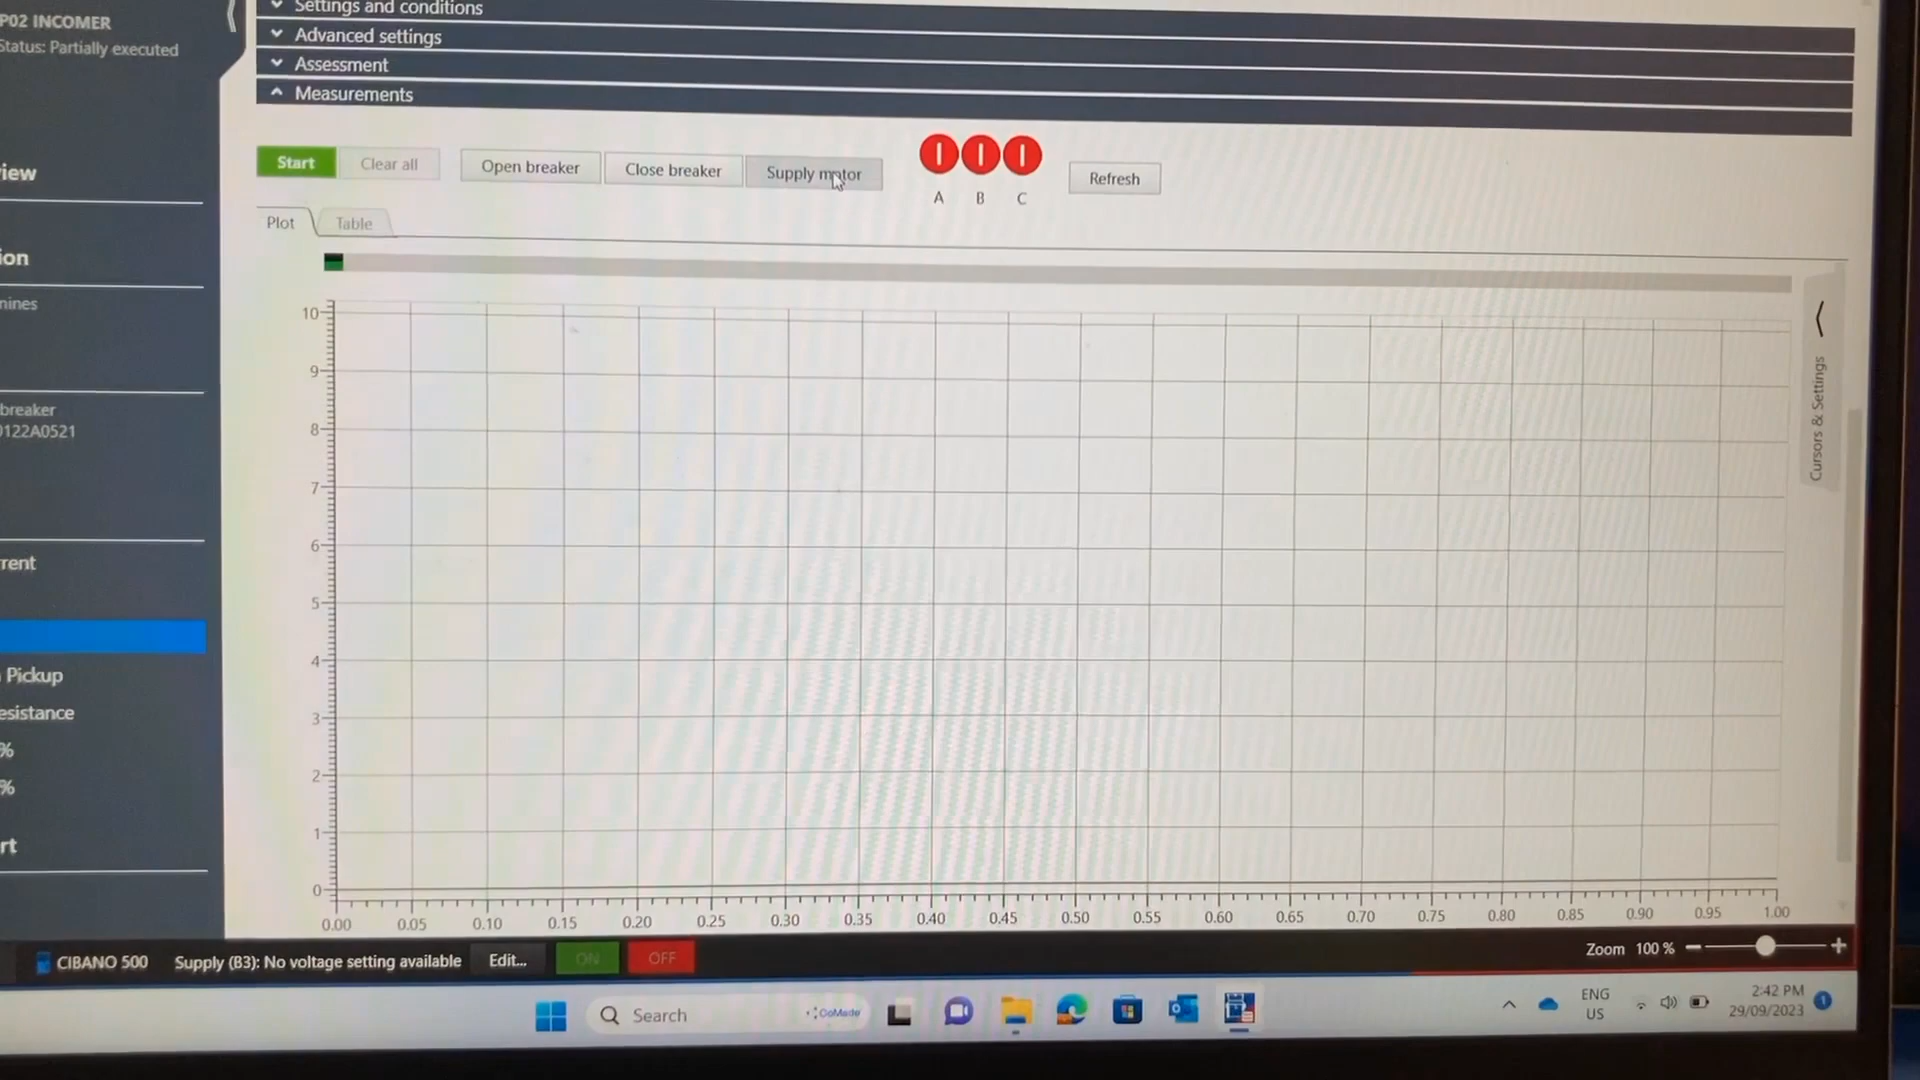 P02 INCOMER
Status: Partially executed
iew
ion
nines
breaker
0122A0521
rent
Pickup
esistance
%
%
rt
Settings and conditions
Advanced settings
Assessment
Measurements
Start
Clear all
Open breaker
Close breaker
Supply motor
A B C
Refresh
Plot
Table
Cursors & Settings
10
9
8
7
6
5
4
3
2
1
0
0.00 0.05 0.10 0.15 0.20 0.25 0.30 0.35 0.40 0.45 0.50 0.55 0.60 0.65 0.70 0.75 0.80 0.85 0.90 0.95 1.00
CIBANO 500 Supply (B3): No voltage setting available Edit... ON OFF
Zoom 100 %
Search
CoMade
ENG
US
2:42 PM
29/09/2023
1